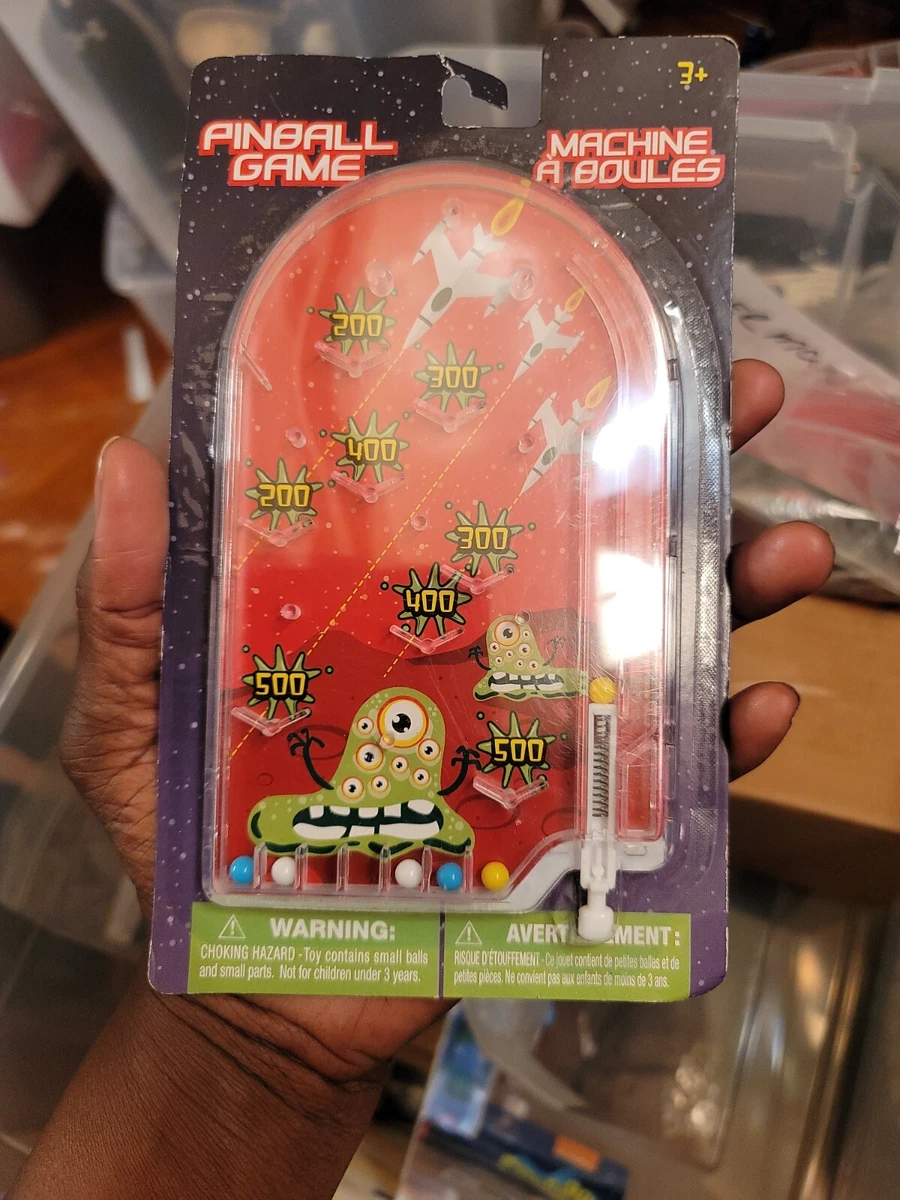 3+
PINBALL
GAME
MACHINE
À BOULES
200
300
400
200
300
400
500
500
WARNING:
CHOKING HAZARD - Toy contains small balls
and small parts. Not for children under 3 years.
AVERT EMENT:
RISQUE D'ÉTOUFFEMENT - Ce jouet contient de petites balles et de
petites pièces. Ne convient pas aux enfants de moins de 3 ans.